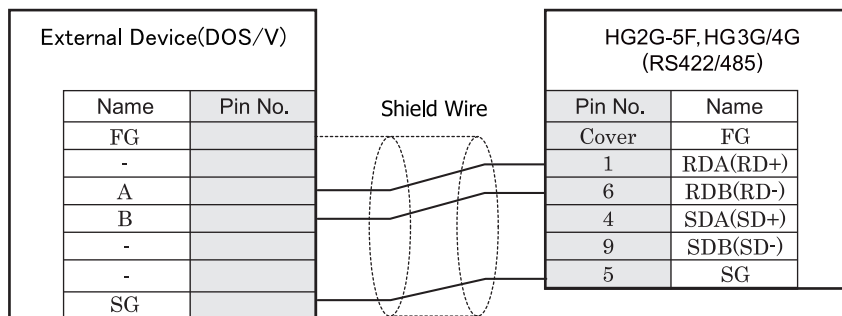 External Device(DOS/V)
Name Pin No.
FG
-
A
B
-
-
SG
Shield Wire
HG2G-5F, HG3G/4G
(RS422/485)
Pin No. Name
Cover FG
1 RDA(RD+)
6 RDB(RD-)
4 SDA(SD+)
9 SDB(SD-)
5 SG